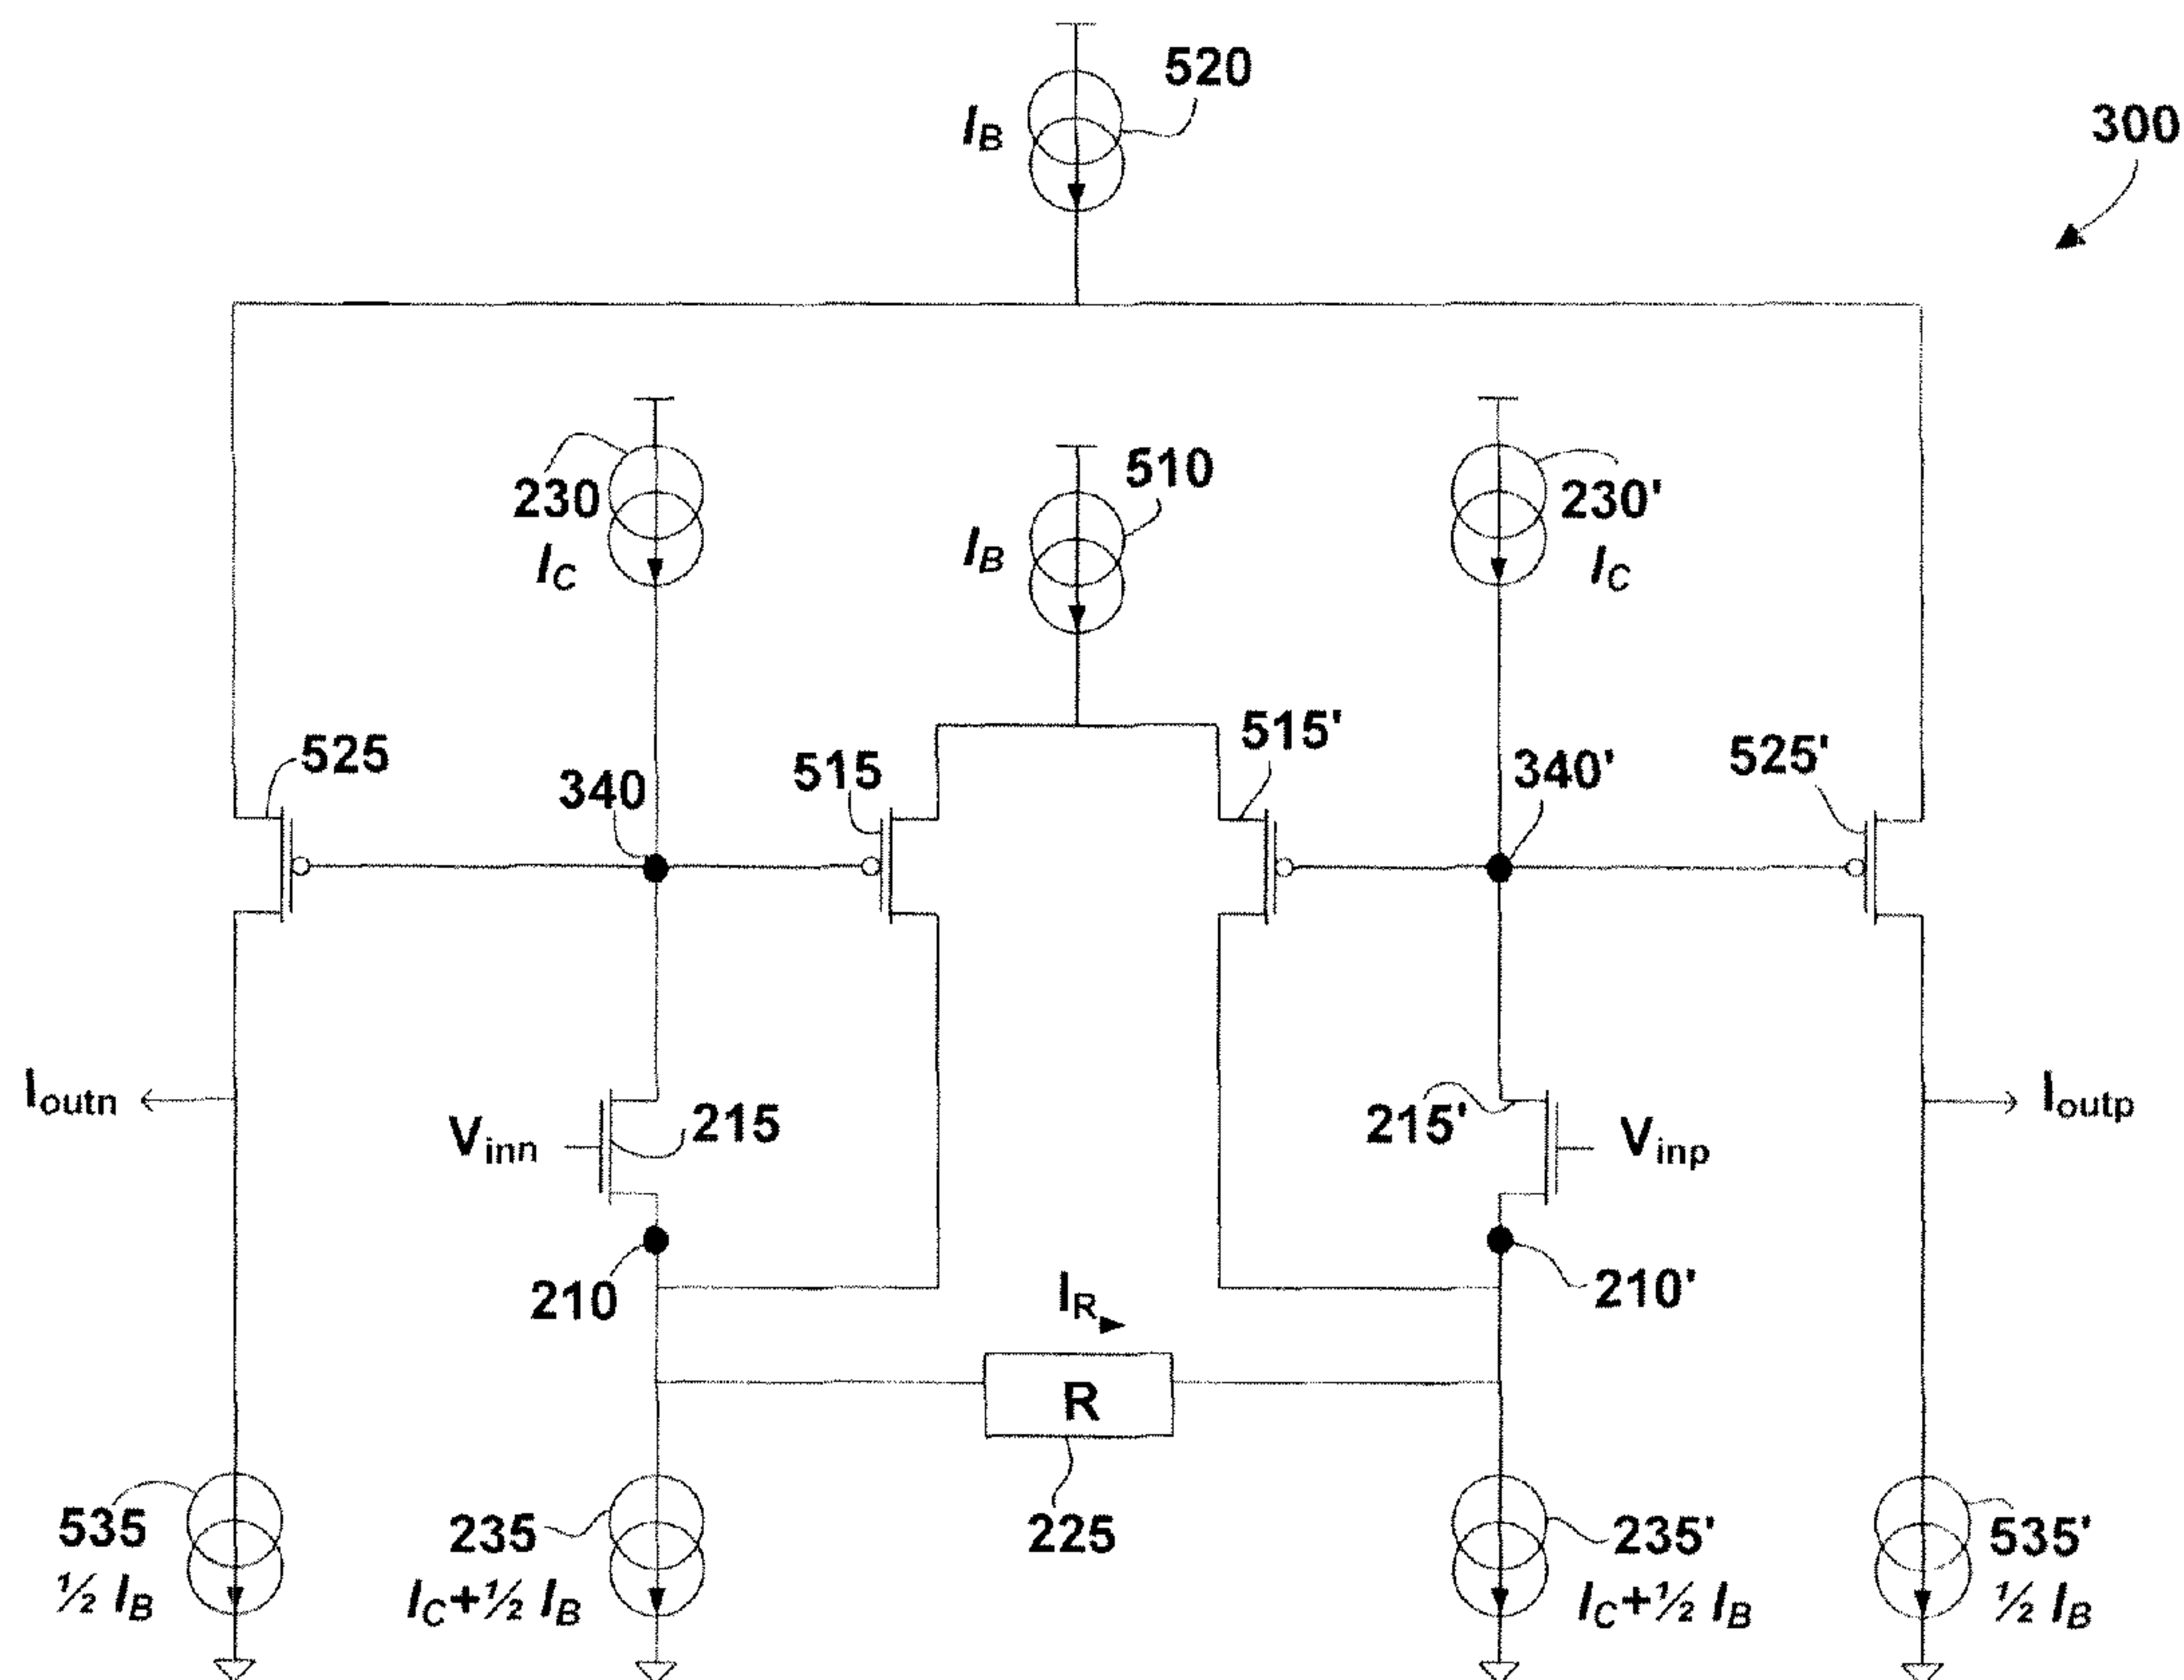 520
I_B
300
510
230
230'
I_B
I_C
I_C
515'
525
515
340
340'
525'
I_outn
I_outp
V_inn
215
215'
V_inp
210
I_R
210'
R
535
235
225
235'
535'
½ I_B
I_C+½ I_B
I_C+½ I_B
½ I_B